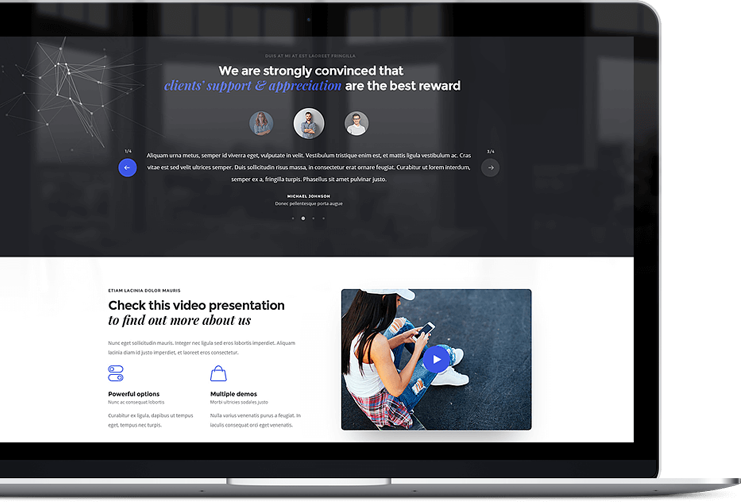 DUIS AT MI AT EST LAOREET FRINGILLA
We are strongly convinced that
clients' support & appreciation are the best reward
1/4
3/4
Aliquam urna metus, semper id viverra eget, vulputate in velit. Vestibulum tristique enim est, et mattis ligula vestibulum ac. Cras
vitae est sed velit ultrices semper. Duis sollicitudin risus massa, in consectetur erat ornare feugiat. Curabitur ut lorem interdum,
semper ex a, fringilla turpis. Phasellus sit amet pulvinar justo.
MICHAEL JOHNSON
Donec pellentesque porta augue
ETIAM LACINIA DOLOR MAURIS
Check this video presentation
to find out more about us
Nunc eget sollicitudin mauris. Integer nec ligula sed eros lobortis imperdiet. Aliquam
lacinia diam id justo imperdiet, et laoreet eros consectetur.
Powerful options
Nunc ac consequat lobortis
Curabitur ex ligula, dapibus ut tempus
eget, tempus nec turpis.
Multiple demos
Morbi ultrices sodales justo
Nulla varius venenatis purus a feugiat. In
iaculis consequat orsi eget venenatis.